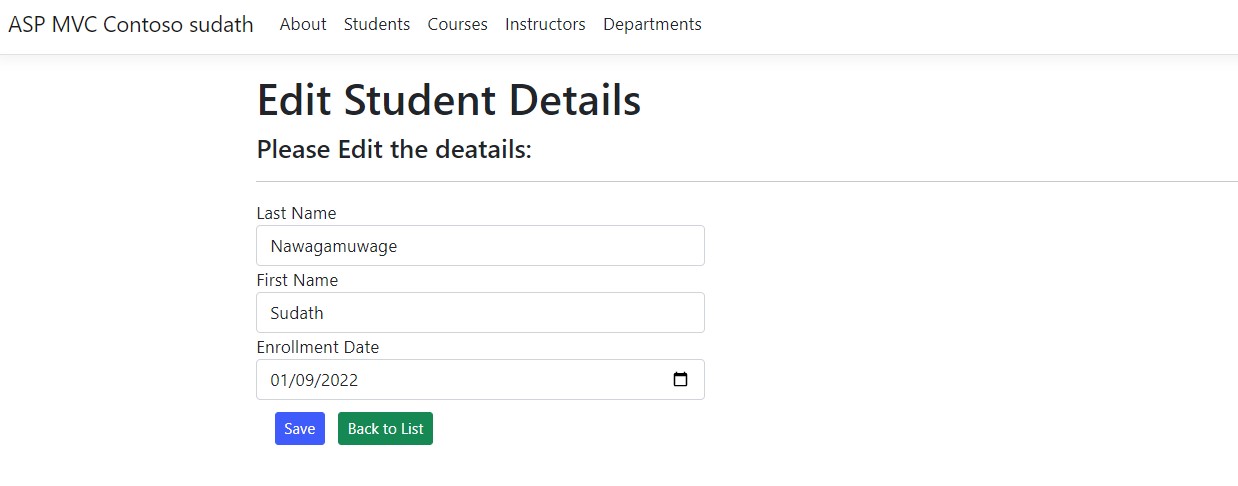 ASP MVC Contoso sudath About Students Courses Instructors Departments
Edit Student Details
Please Edit the deatails:
Last Name
Nawagamuwage
First Name
Sudath
Enrollment Date
01/09/2022
Save Back to List